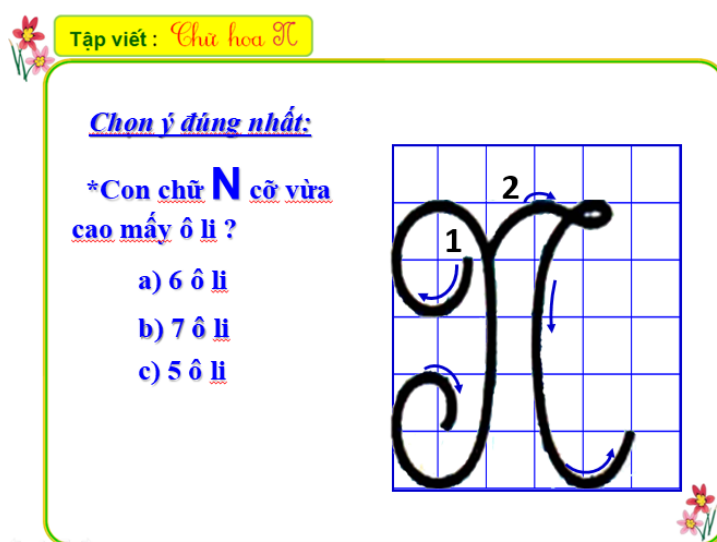 Tập viết : Chữ hoa N
Chọn ý đúng nhất:
*Con chữ N cỡ vừa
cao mấy ô li ?
a) 6 ô li
b) 7 ô li
c) 5 ô li
2
1
N